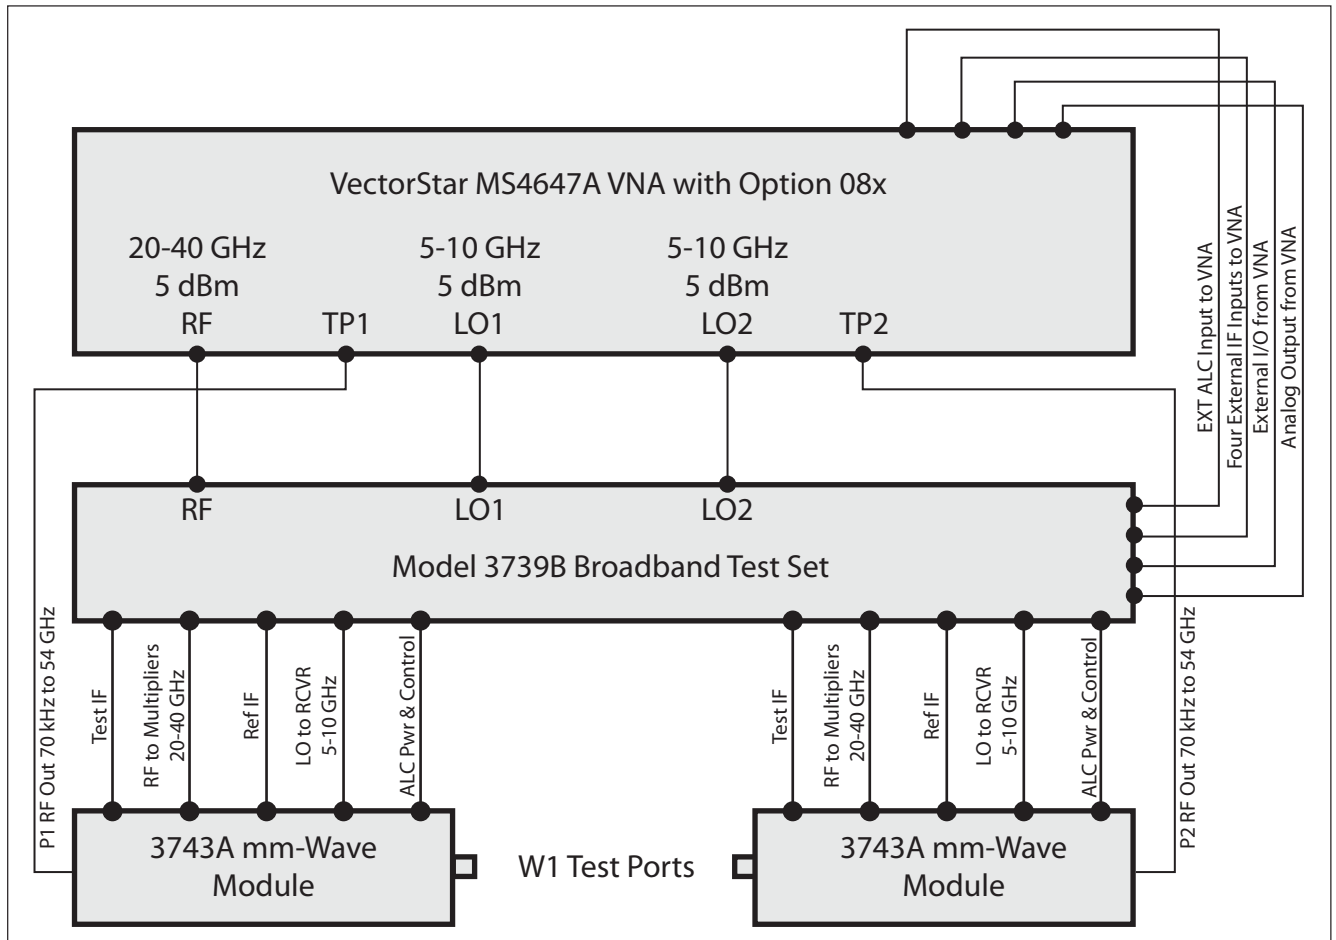 VectorStar MS4647A VNA with Option 08x
20-40 GHz
5 dBm
RF
TP1
5-10 GHz
5 dBm
LO1
5-10 GHz
5 dBm
LO2
TP2
EXT ALC Input to VNA
Four External IF Inputs to VNA
External I/O from VNA
Analog Output from VNA
RF
LO1
LO2
Model 3739B Broadband Test Set
P1 RF Out 70 kHz to 54 GHz
Test IF
RF to Multipliers
20-40 GHz
Ref IF
LO to RCVR
5-10 GHz
ALC Pwr & Control
Test IF
RF to Multipliers
20-40 GHz
Ref IF
LO to RCVR
5-10 GHz
ALC Pwr & Control
P2 RF Out 70 kHz to 54 GHz
3743A mm-Wave
Module
W1 Test Ports
3743A mm-Wave
Module